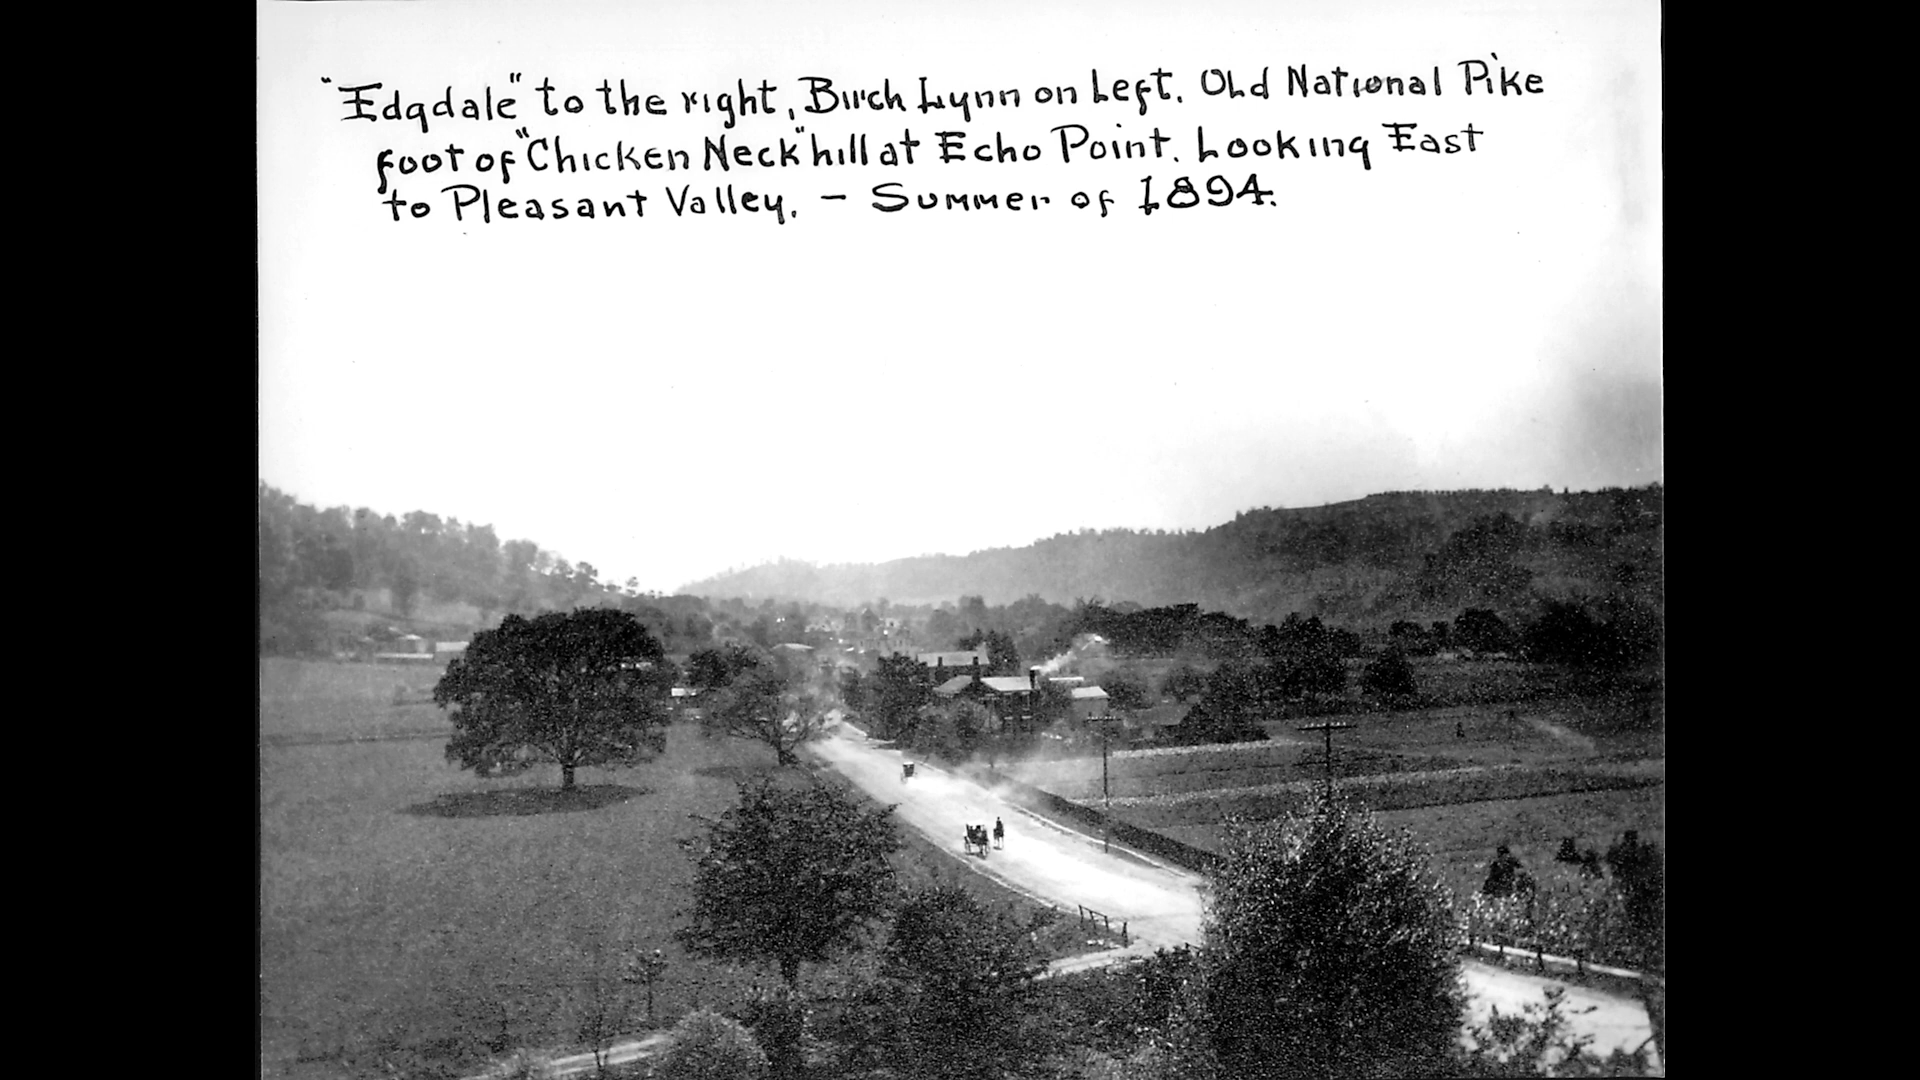 "Edgdale" to the right, Birch Lynn on Left. Old National Pike
foot of "Chicken Neck" hill at Echo Point. Looking East
to Pleasant Valley. – Summer of 1894.